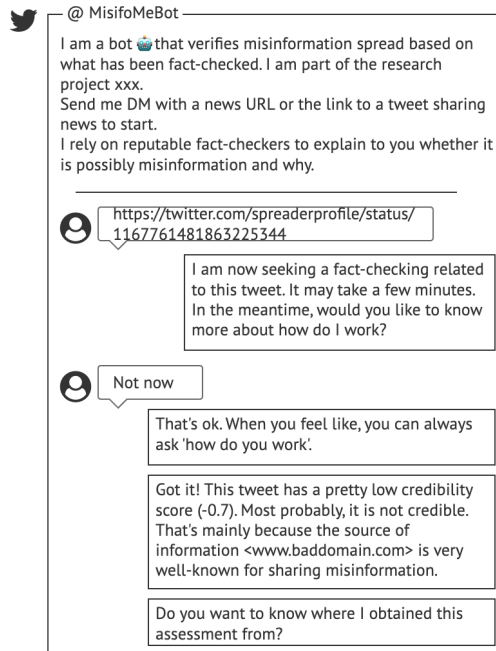 @ MisifoMeBot
I am a bot 🤖 that verifies misinformation spread based on
what has been fact-checked. I am part of the research
project xxx.
Send me DM with a news URL or the link to a tweet sharing
news to start.
I rely on reputable fact-checkers to explain to you whether it
is possibly misinformation and why.
https://twitter.com/spreaderprofile/status/
1167761481863225344
I am now seeking a fact-checking related
to this tweet. It may take a few minutes.
In the meantime, would you like to know
more about how do I work?
Not now
That's ok. When you feel like, you can always
ask 'how do you work'.
Got it! This tweet has a pretty low credibility
score (-0.7). Most probably, it is not credible.
That's mainly because the source of
information <www.baddomain.com> is very
well-known for sharing misinformation.
Do you want to know where I obtained this
assessment from?